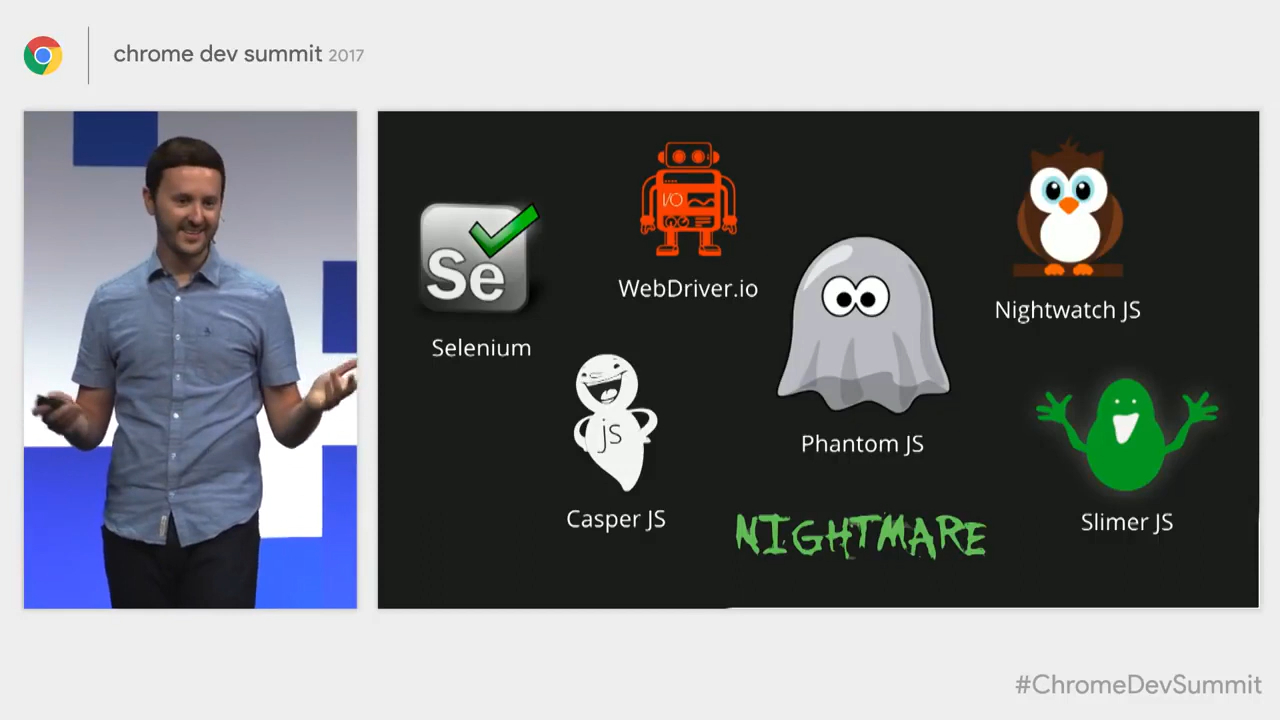 chrome dev summit 2017
I/O
WebDriver.io
Se
Selenium
Nightwatch JS
js
Casper JS
Phantom JS
NIGHTMARE
Slimer JS
#ChromeDevSummit